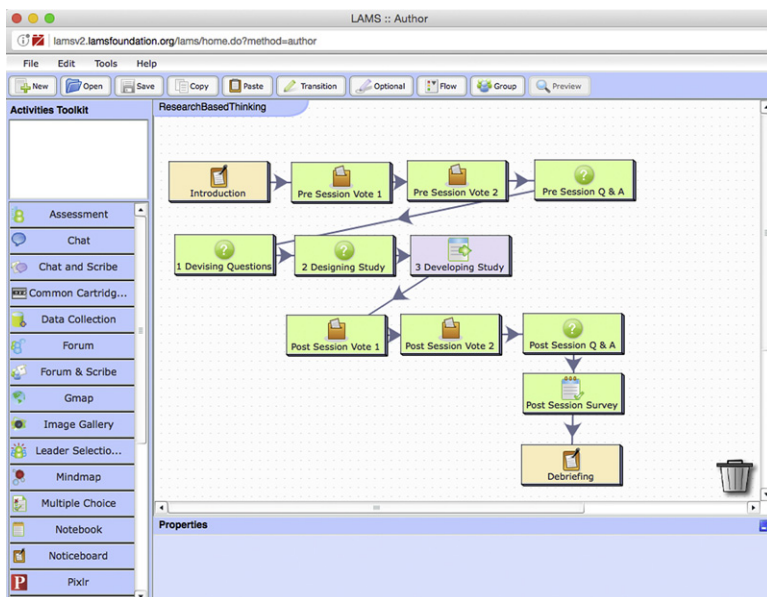 LAMS :: Author
lamsv2.lamsfoundation.org/lams/home.do?method=author
File Edit Tools Help
New Open Save Copy Paste Transition Optional Flow Group Preview
Activities Toolkit
ResearchBasedThinking
Introduction
Pre Session Vote 1
Pre Session Vote 2
Pre Session Q & A
1 Devising Questions
2 Designing Study
3 Developing Study
Post Session Vote 1
Post Session Vote 2
Post Session Q & A
Post Session Survey
Debriefing
Assessment
Chat
Chat and Scribe
Common Cartridg...
Data Collection
Forum
Forum & Scribe
Gmap
Image Gallery
Leader Selectio...
Mindmap
Multiple Choice
Notebook
Noticeboard
Pixlr
Properties